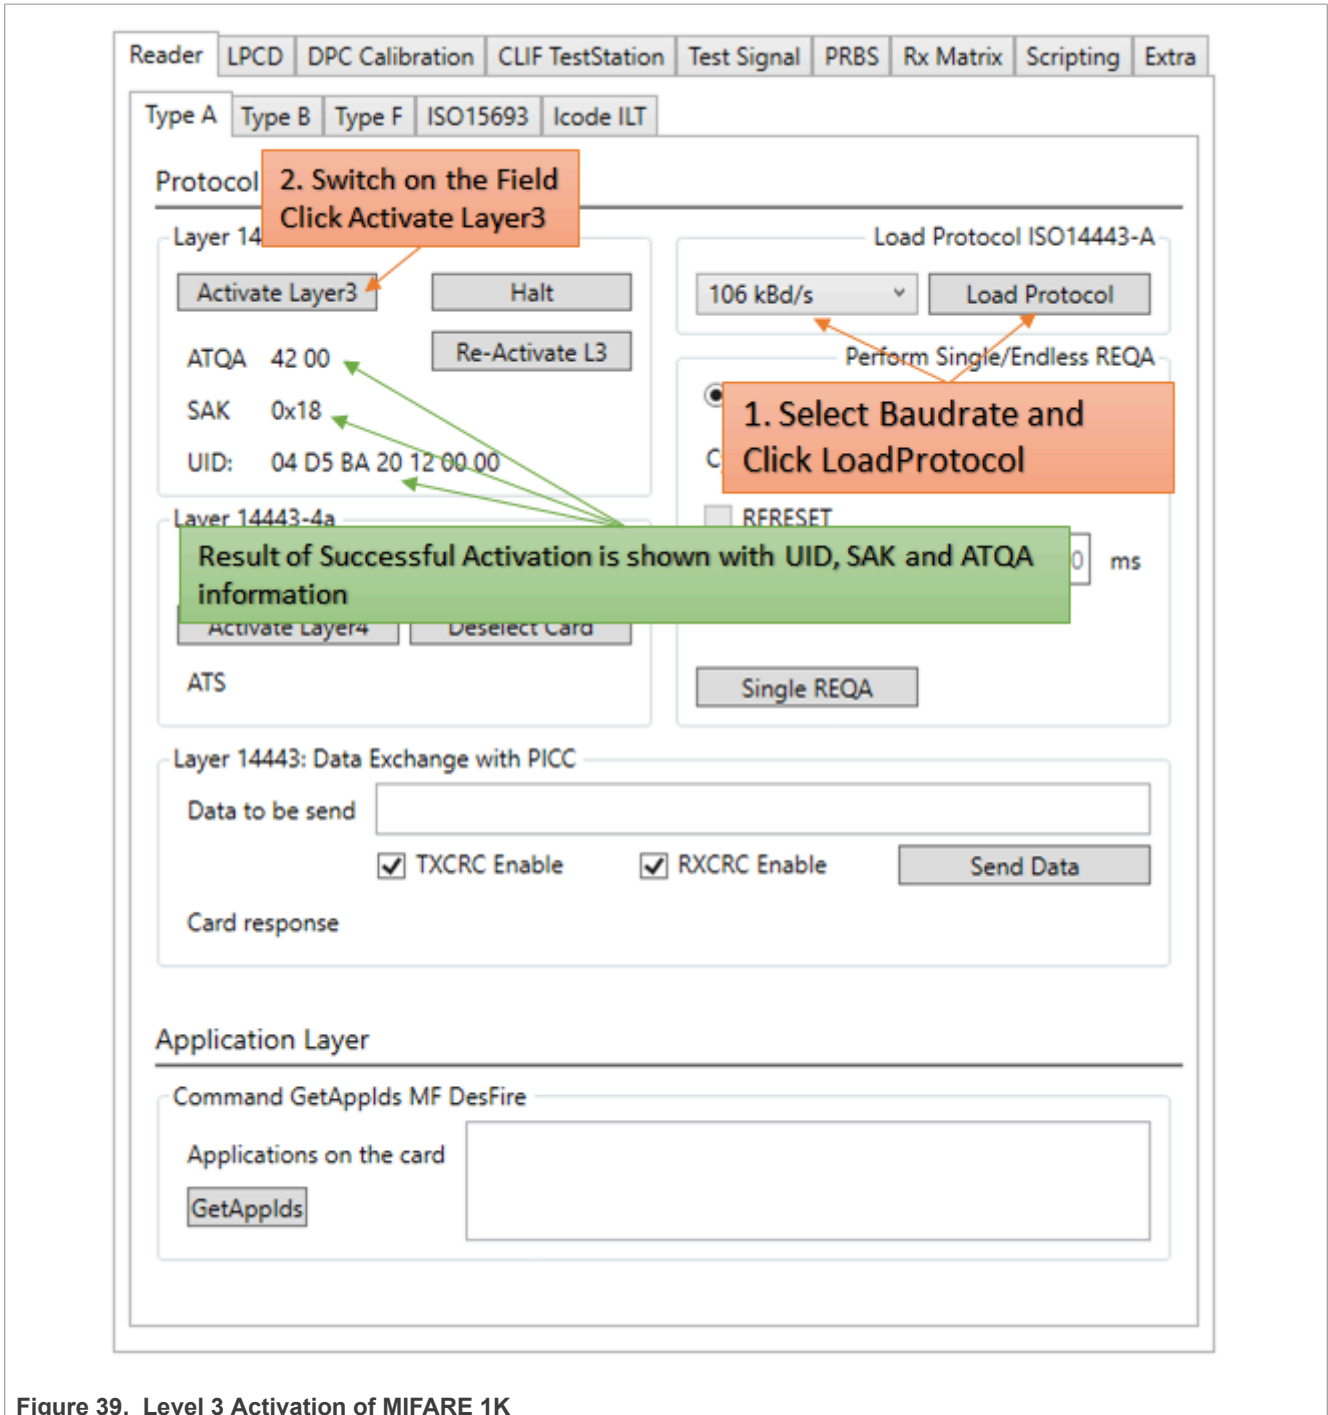 Reader LPCD DPC Calibration CLIF TestStation Test Signal PRBS Rx Matrix Scripting Extra
Type A Type B Type F ISO15693 Icode ILT
Protocol
2. Switch on the Field
Click Activate Layer3
Layer 14
Activate Layer3 Halt
Re-Activate L3
ATQA 42 00
SAK 0x18
UID: 04 D5 BA 20 12 00 00
Load Protocol ISO14443-A
106 kBd/s Load Protocol
Perform Single/Endless REQA
1. Select Baudrate and
Click LoadProtocol
RFRESET
0 ms
Layer 14443-4a
Result of Successful Activation is shown with UID, SAK and ATQA
information
Activate Layer4 Deselect Card
ATS
Single REQA
Layer 14443: Data Exchange with PICC
Data to be send
TXCRC Enable RXCRC Enable Send Data
Card response
Application Layer
Command GetAppIds MF DesFire
Applications on the card
GetAppIds
Figure 39. Level 3 Activation of MIFARE 1K